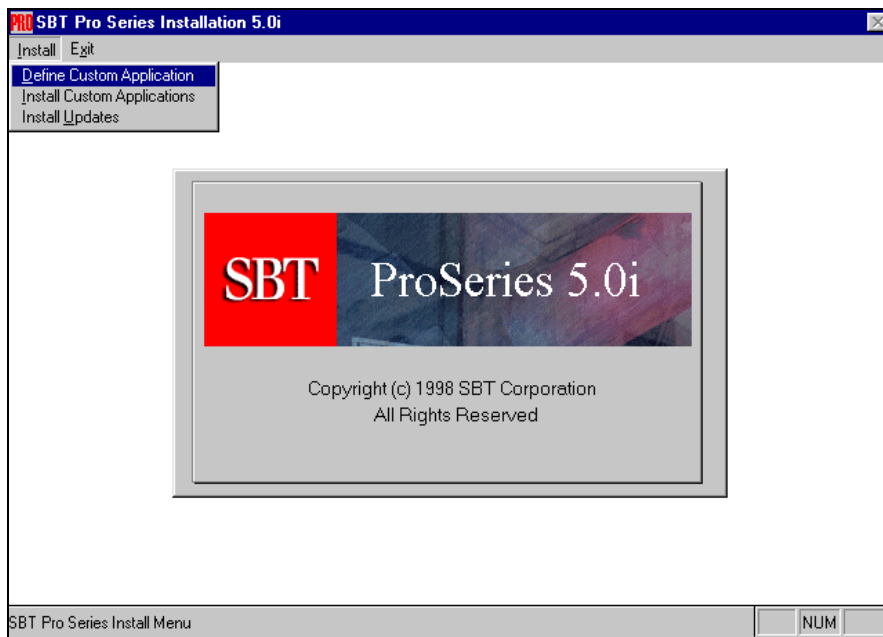 PRO SBT Pro Series Installation 5.0i
Install Exit
Define Custom Application
Install Custom Applications
Install Updates
SBT ProSeries 5.0i
Copyright (c) 1998 SBT Corporation
All Rights Reserved
SBT Pro Series Install Menu NUM